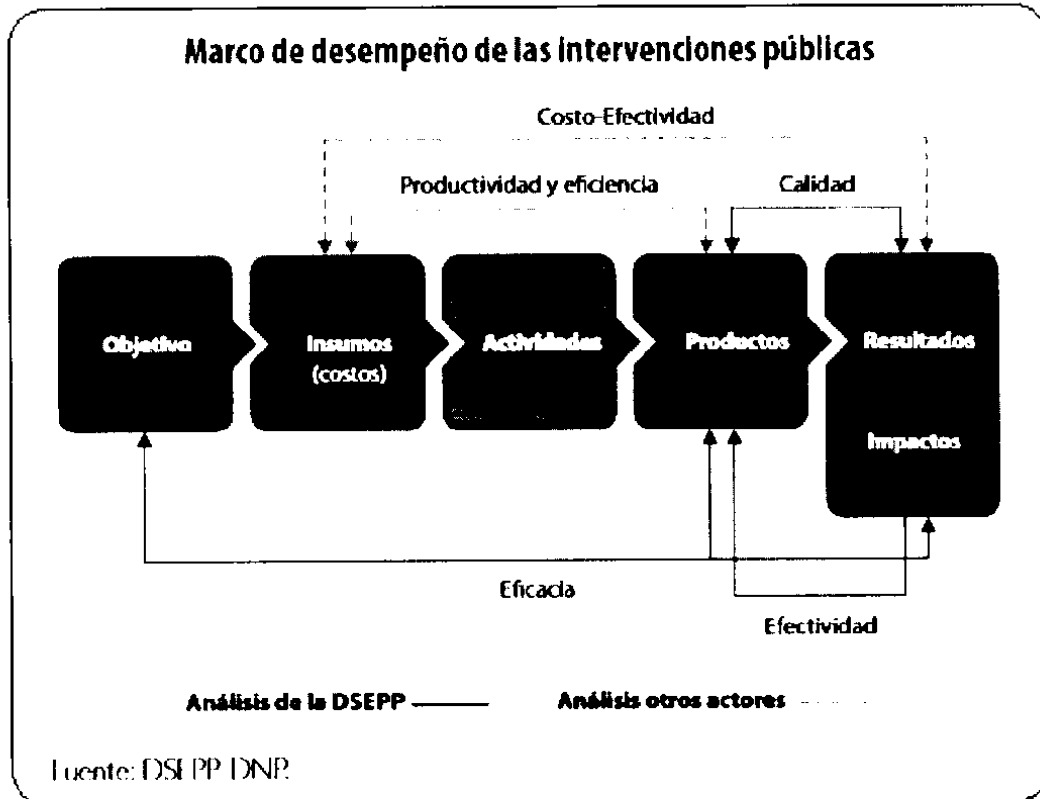 Marco de desempeño de las intervenciones públicas
Costo-Efectividad
Productividad y eficiencia
Calidad
Objetivo
Insumos
(costos)
Actividades
Productos
Resultados
Impactos
Eficacia
Efectividad
Análisis de la DSEPP
Análisis otros actores
Fuente: DSEPP DNP.